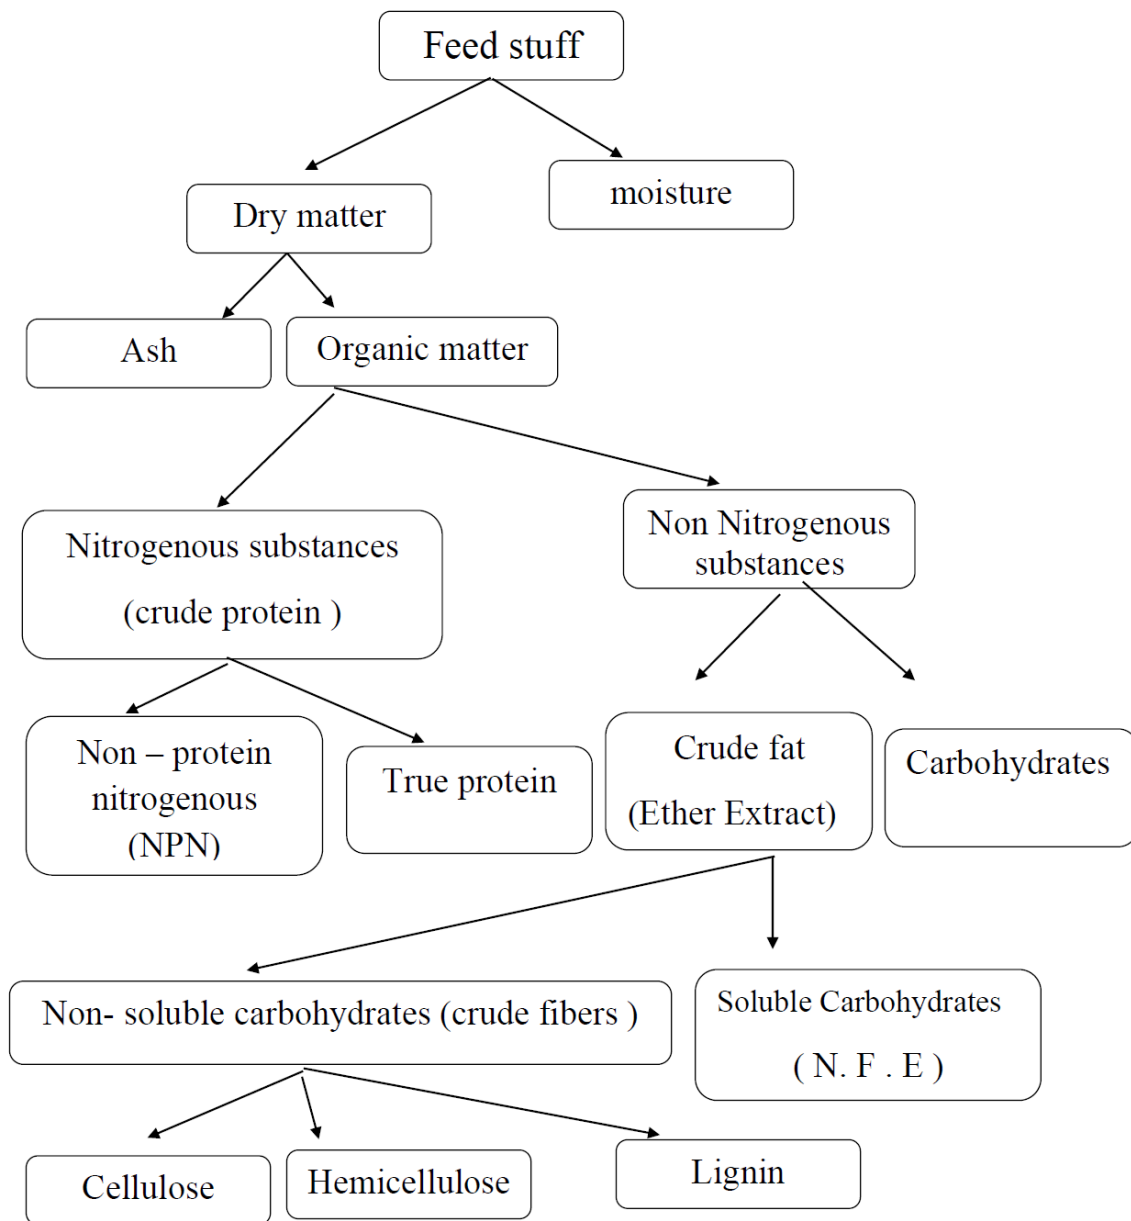 Feed stuff
moisture
Dry matter
Ash
Organic matter
Nitrogenous substances
(crude protein )
Non Nitrogenous
substances
Non – protein
nitrogenous
(NPN)
True protein
Crude fat
(Ether Extract)
Carbohydrates
Non- soluble carbohydrates (crude fibers )
Soluble Carbohydrates
( N. F . E )
Cellulose
Hemicellulose
Lignin